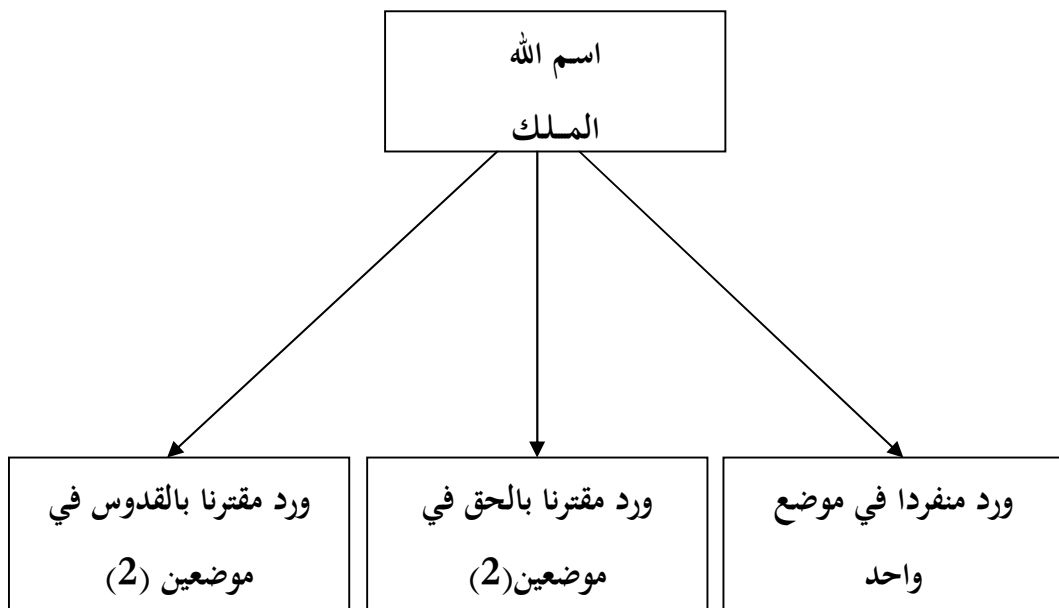 اسم الله
الملك
ورد منفردا في موضع
واحد
ورد مقترنا بالحق في
موضعين(2)
ورد مقترنا بالقدوس في
موضعين (2)